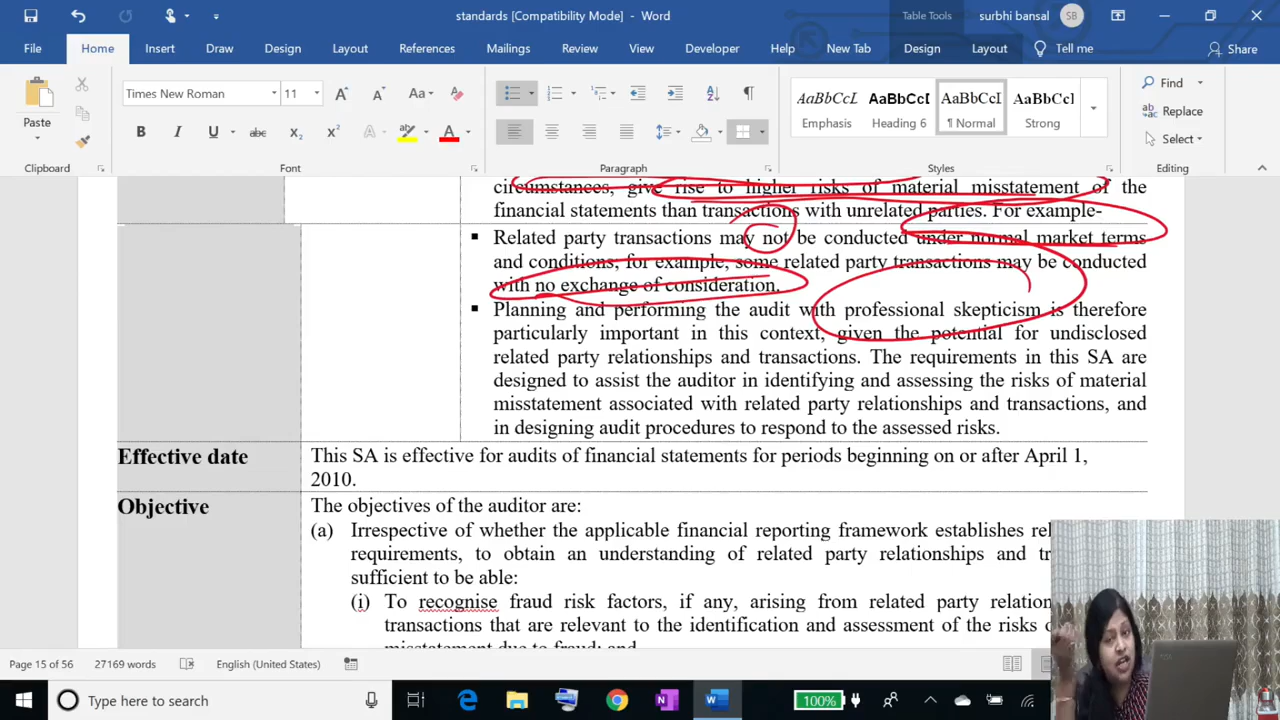 standards [Compatibility Mode] - Word
Table Tools
surbhi bansal
SB
File
Home
Insert
Draw
Design
Layout
References
Mailings
Review
View
Developer
Help
New Tab
Design
Layout
Tell me
Share
Paste
Clipboard
Times New Roman
11
Font
Paragraph
AaBbCcL
Emphasis
AaBbCcL
Heading 6
AaBbCcL
¶ Normal
AaBbCc]
Strong
Styles
Find
Replace
Select
Editing
circumstances, give rise to higher risks of material misstatement of the
financial statements than transactions with unrelated parties. For example-
▪ Related party transactions may not be conducted under normal market terms
and conditions; for example, some related party transactions may be conducted
with no exchange of consideration.
▪ Planning and performing the audit with professional skepticism is therefore
particularly important in this context, given the potential for undisclosed
related party relationships and transactions. The requirements in this SA are
designed to assist the auditor in identifying and assessing the risks of material
misstatement associated with related party relationships and transactions, and
in designing audit procedures to respond to the assessed risks.
Effective date
This SA is effective for audits of financial statements for periods beginning on or after April 1,
2010.
Objective
The objectives of the auditor are:
(a) Irrespective of whether the applicable financial reporting framework establishes
requirements, to obtain an understanding of related party relationships and
sufficient to be able:
(i) To recognise fraud risk factors, if any, arising from related party
transactions that are relevant to the identification and assessment of the risks
misstatement due to fraud; and
Page 15 of 56
27169 words
English (United States)
Type here to search
100%